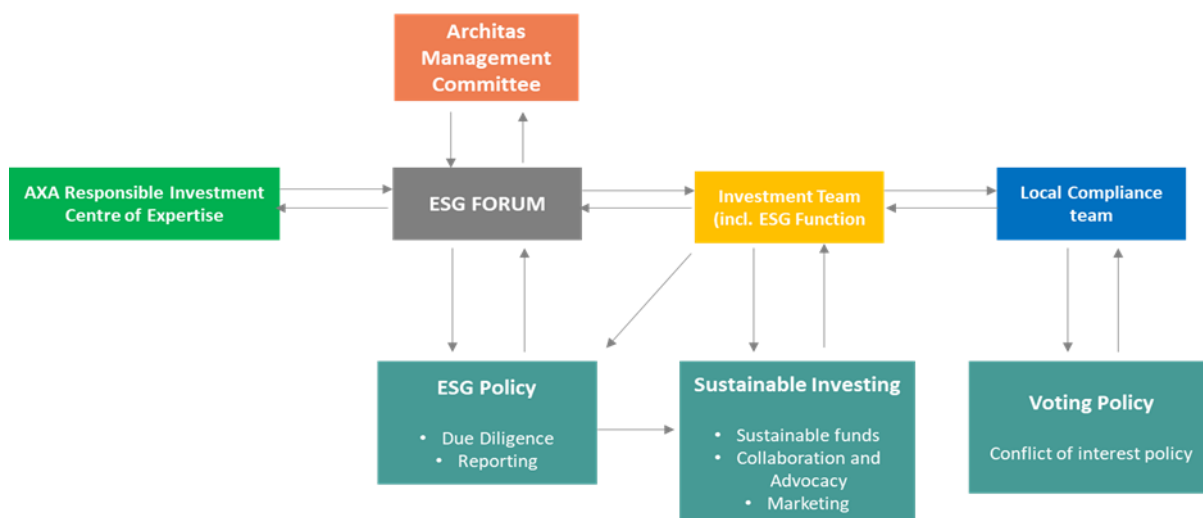 Architas
Management
Committee
AXA Responsible Investment
Centre of Expertise
ESG FORUM
Investment Team
(incl. ESG Function
Local Compliance
team
ESG Policy
• Due Diligence
• Reporting
Sustainable Investing
• Sustainable funds
• Collaboration and
Advocacy
• Marketing
Voting Policy
Conflict of interest policy